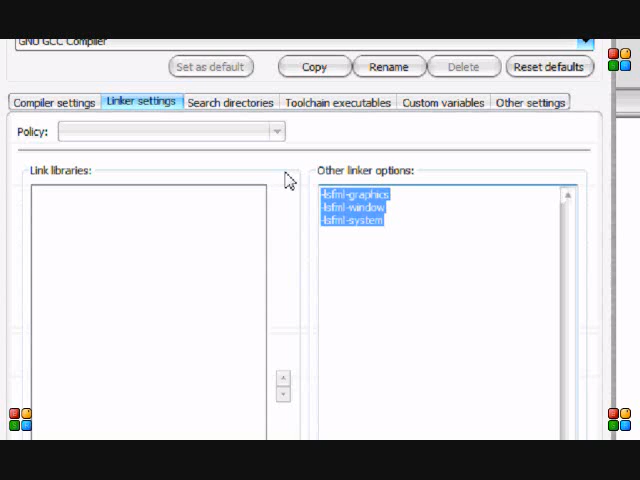 GNU GCC Compiler
Set as default Copy Rename Delete Reset defaults
Compiler settings Linker settings Search directories Toolchain executables Custom variables Other settings
Policy:
Link libraries: Other linker options:
-lsfml-graphics
-lsfml-window
-lsfml-system